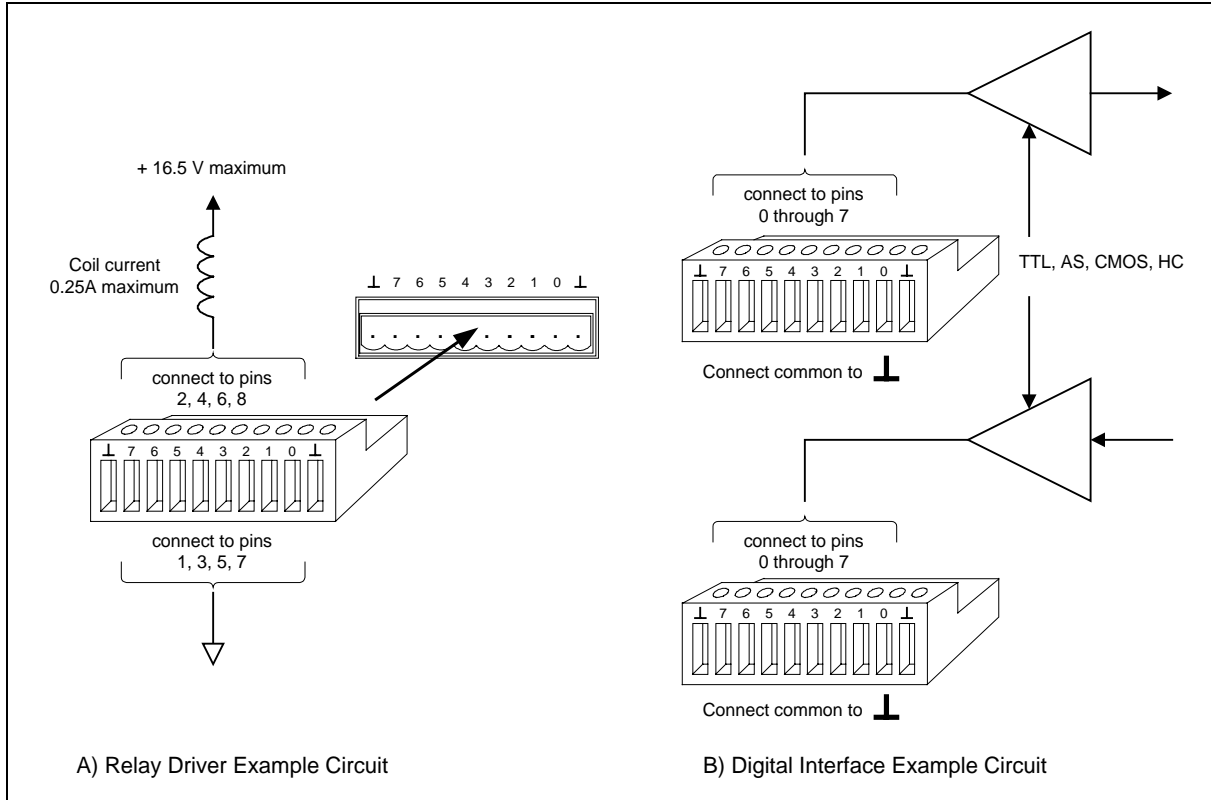 + 16.5 V maximum
Coil current
0.25A maximum
⊥ 7 6 5 4 3 2 1 0 ⊥
connect to pins
2, 4, 6, 8
⊥ 7 6 5 4 3 2 1 0 ⊥
connect to pins
1, 3, 5, 7
A) Relay Driver Example Circuit
connect to pins
0 through 7
⊥ 7 6 5 4 3 2 1 0 ⊥
Connect common to ⊥
TTL, AS, CMOS, HC
connect to pins
0 through 7
⊥ 7 6 5 4 3 2 1 0 ⊥
Connect common to ⊥
B) Digital Interface Example Circuit